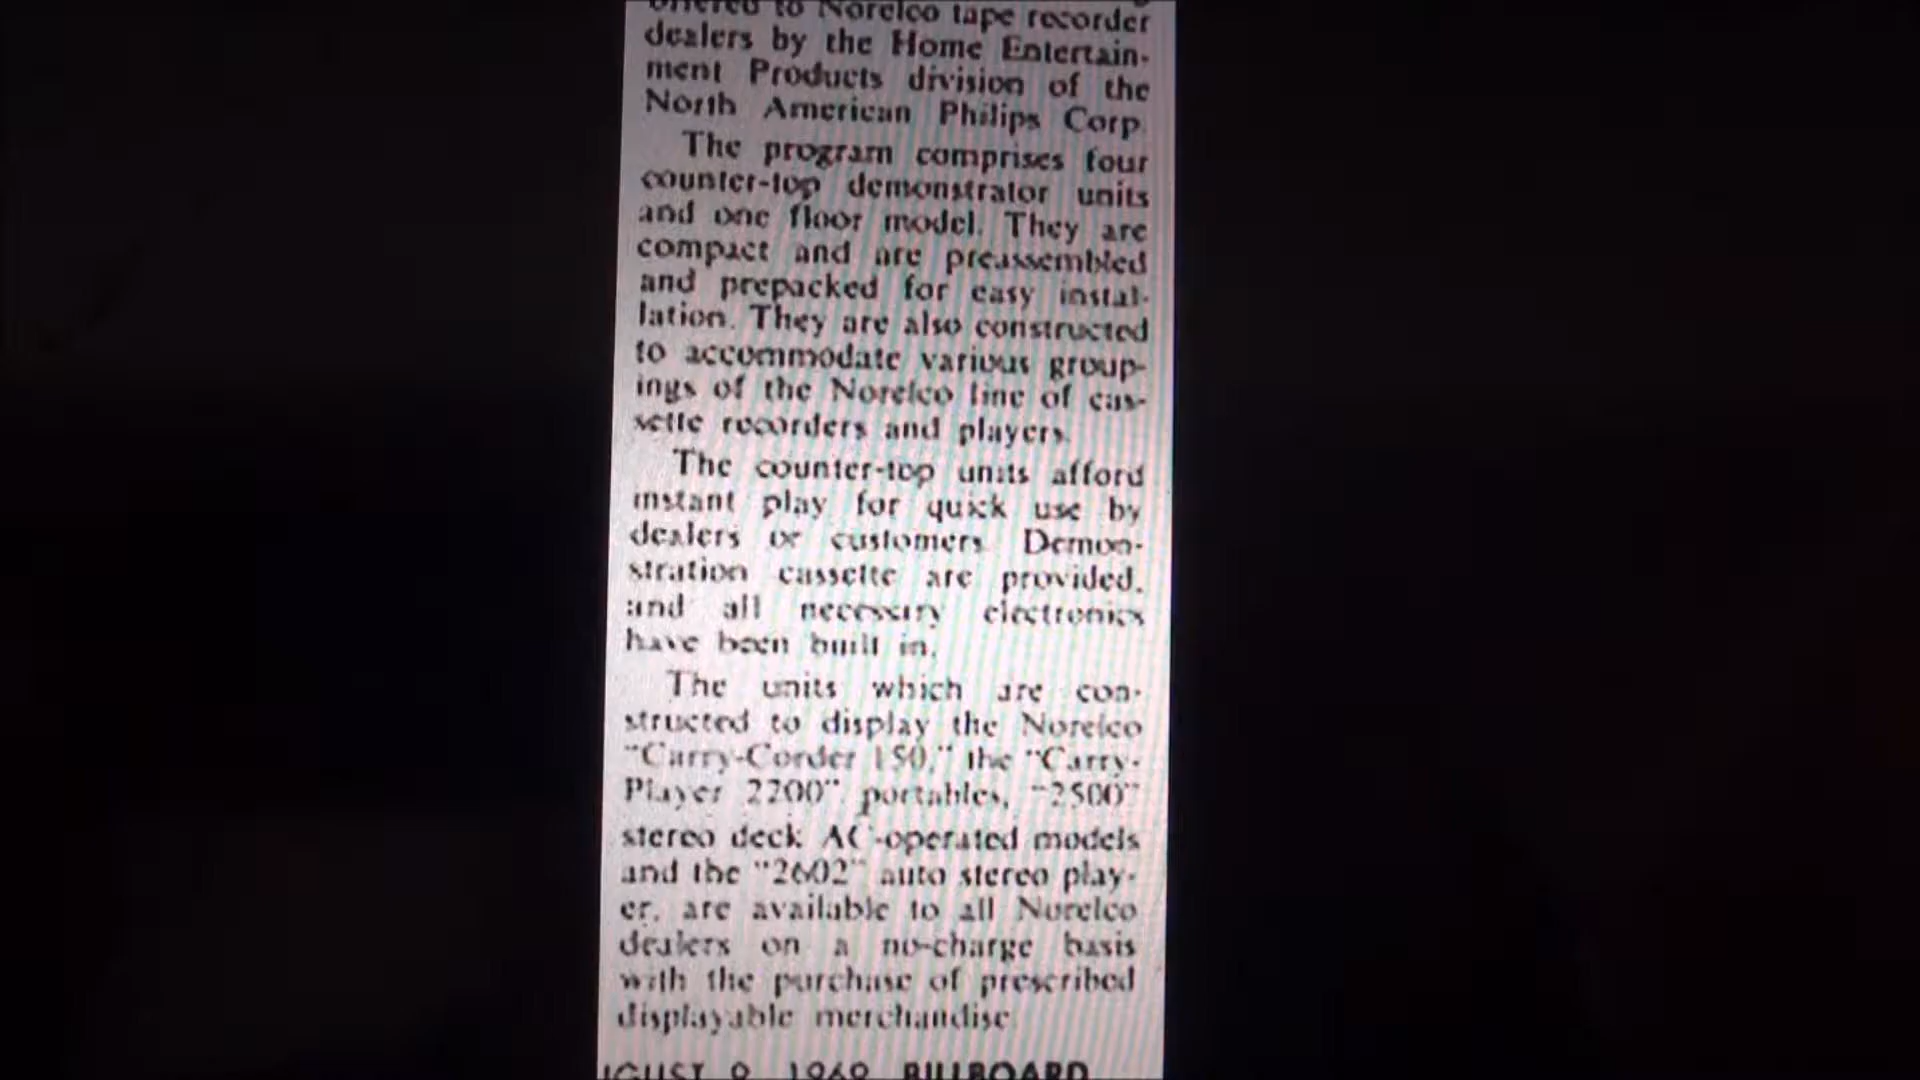 offered to Norelco tape recorder
dealers by the Home Entertain-
ment Products division of the
North American Philips Corp.
The program comprises four
counter-top demonstrator units
and one floor model. They are
compact and are preassembled
and prepacked for easy instal-
lation. They are also constructed
to accommodate various group-
ings of the Norelco line of cas-
sette recorders and players.
The counter-top units afford
instant play for quick use by
dealers or customers. Demon-
stration cassette are provided,
and all necessary electronics
have been built in.
The units which are con-
structed to display the Norelco
"Carry-Corder 150," the "Carry-
Player 2200" portables, "2500"
stereo deck AC-operated models
and the "2602" auto stereo play-
er, are available to all Norelco
dealers on a no-charge basis
with the purchase of prescribed
displayable merchandise.
BILLBOARD